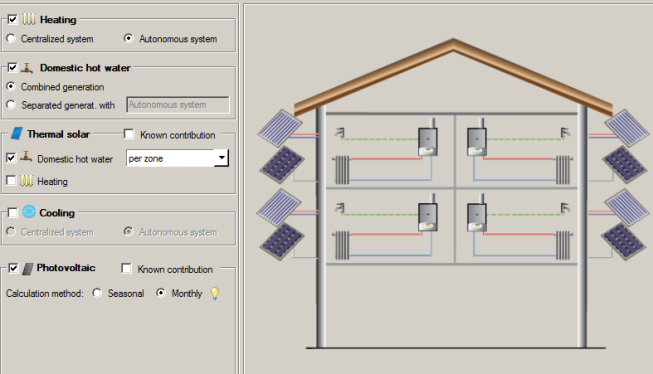 Heating
Centralized system Autonomous system
Domestic hot water
Combined generation
Separated generat. with Autonomous system
Thermal solar Known contribution
Domestic hot water per zone
Heating
Cooling
Centralized system Autonomous system
Photovoltaic Known contribution
Calculation method: Seasonal Monthly